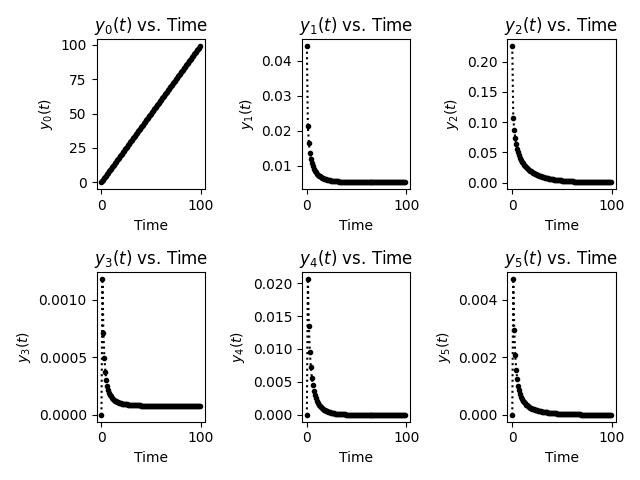 y₀(t) vs. Time
y₁(t) vs. Time
y₂(t) vs. Time
100
75
50
25
0
y₀(t)
0
100
Time
0.04
0.03
0.02
0.01
y₁(t)
0
100
Time
0.20
0.15
0.10
0.05
0.00
y₂(t)
0
100
Time
y₃(t) vs. Time
y₄(t) vs. Time
y₅(t) vs. Time
0.0010
0.0005
0.0000
y₃(t)
0
100
Time
0.020
0.015
0.010
0.005
0.000
y₄(t)
0
100
Time
0.004
0.002
0.000
y₅(t)
0
100
Time